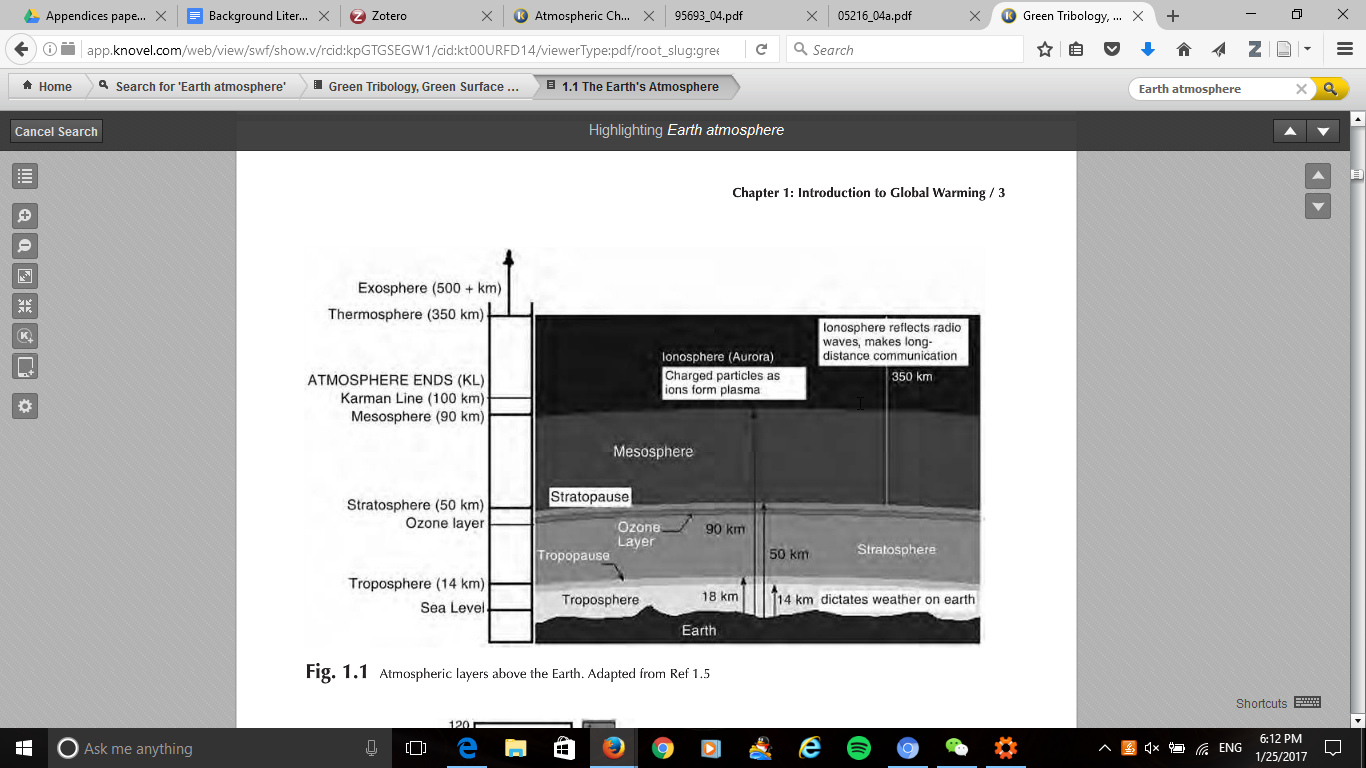 Appendices pape...
Background Liter...
Zotero
Atmospheric Ch...
95693_04.pdf
05216_04a.pdf
Green Tribology, ...
app.knovel.com/web/view/swf/show.v/rcid:kpGTGSEGW1/cid:kt00URFD14/viewerType:pdf/root_slug:gree
Search
Home
Search for 'Earth atmosphere'
Green Tribology, Green Surface ...
1.1 The Earth's Atmosphere
Earth atmosphere
Cancel Search
Highlighting Earth atmosphere
Chapter 1: Introduction to Global Warming / 3
Exosphere (500 + km)
Thermosphere (350 km)
ATMOSPHERE ENDS (KL)
Karman Line (100 km)
Mesosphere (90 km)
Stratosphere (50 km)
Ozone layer
Troposphere (14 km)
Sea Level
Ionosphere reflects radio
waves, makes long-
distance communication
350 km
Ionosphere (Aurora)
Charged particles as
ions form plasma
Mesosphere
Stratopause
Ozone
Layer
90 km
Tropopause
50 km
Stratosphere
Troposphere
18 km
14 km
dictates weather on earth
Earth
Fig. 1.1 Atmospheric layers above the Earth. Adapted from Ref 1.5
120
Shortcuts
Ask me anything
ENG
6:12 PM
1/25/2017